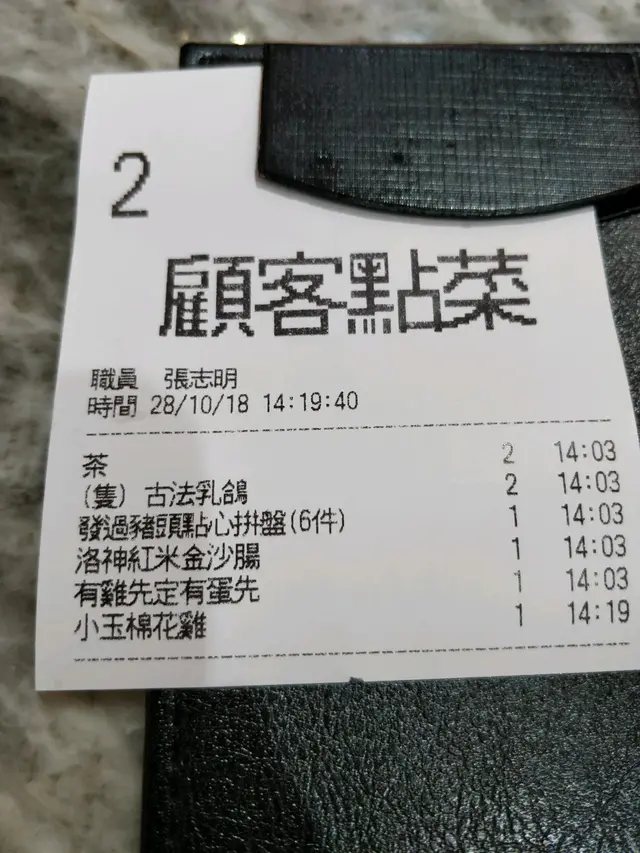 2
顧客點菜
職員 張志明
時間 28/10/18 14:19:40
茶 2 14:03
(隻) 古法乳鴿 2 14:03
發過豬頭點心拼盤(6件) 1 14:03
洛神紅米金沙腸 1 14:03
有雞先定有蛋先 1 14:03
小玉棉花雞 1 14:19